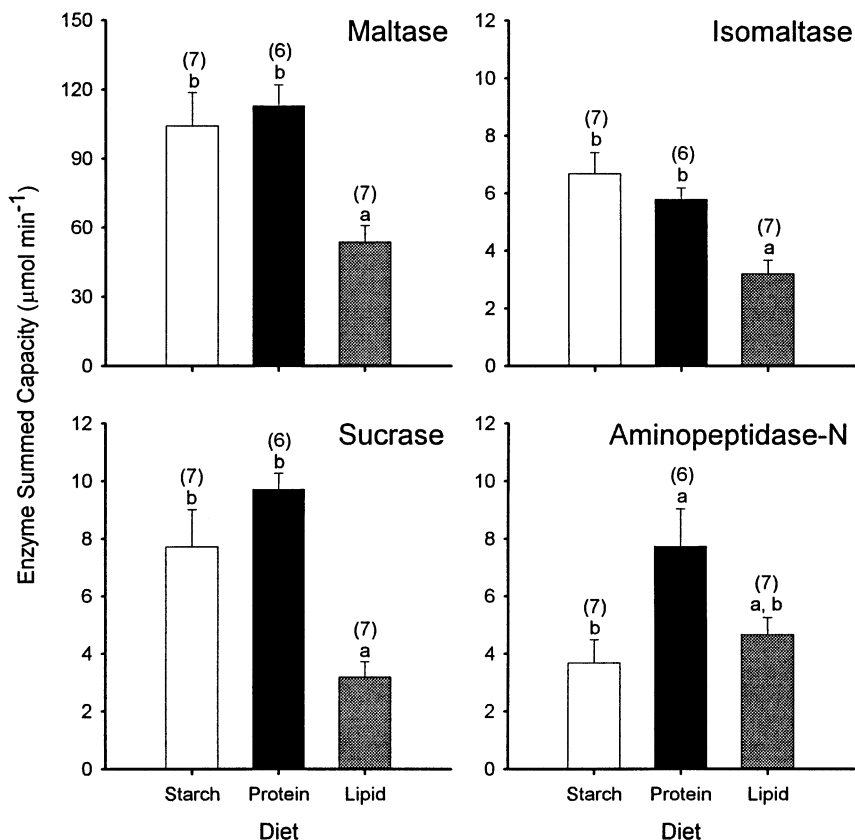 Enzyme Summed Capacity (μmol min⁻¹)
Maltase
150
120
90
60
30
0
(7)
b
(6)
b
(7)
a
Isomaltase
12
10
8
6
4
2
0
(7)
b
(6)
b
(7)
a
Sucrase
12
10
8
6
4
2
0
(7)
b
(6)
b
(7)
a
Starch Protein Lipid
Diet
Aminopeptidase-N
12
10
8
6
4
2
0
(7)
b
(6)
a
(7)
a, b
Starch Protein Lipid
Diet